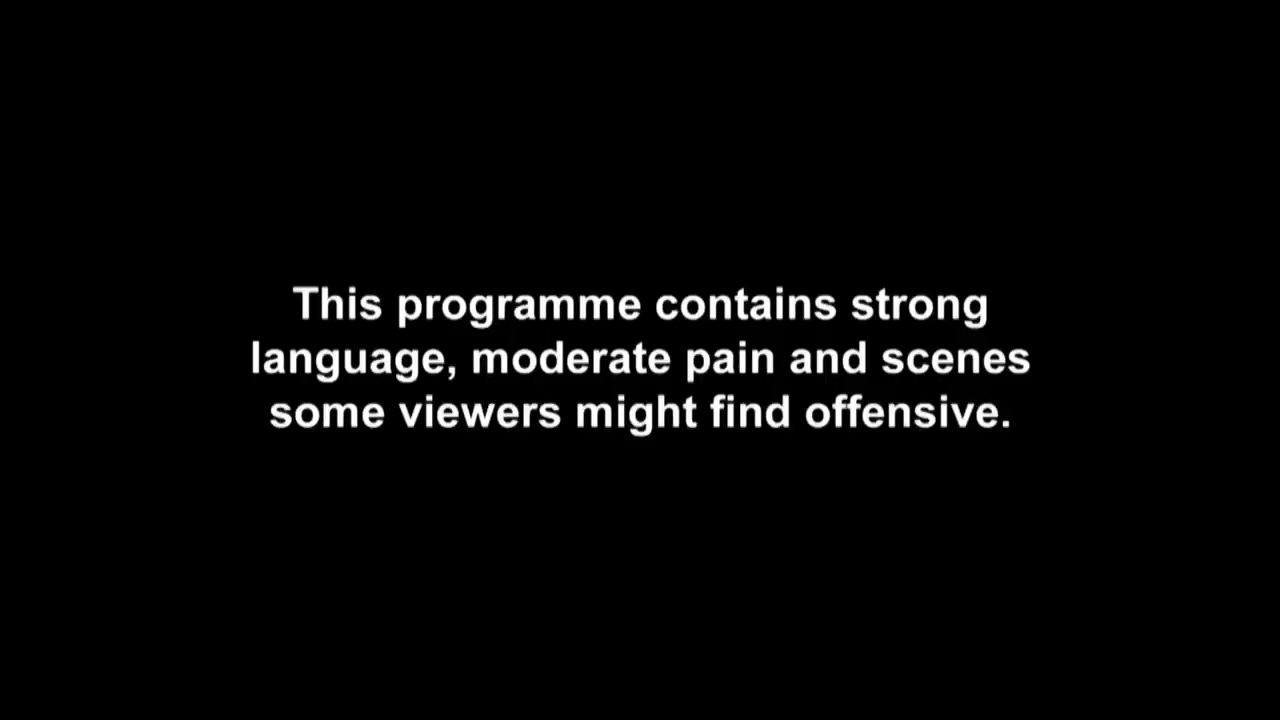 This programme contains strong
language, moderate pain and scenes
some viewers might find offensive.